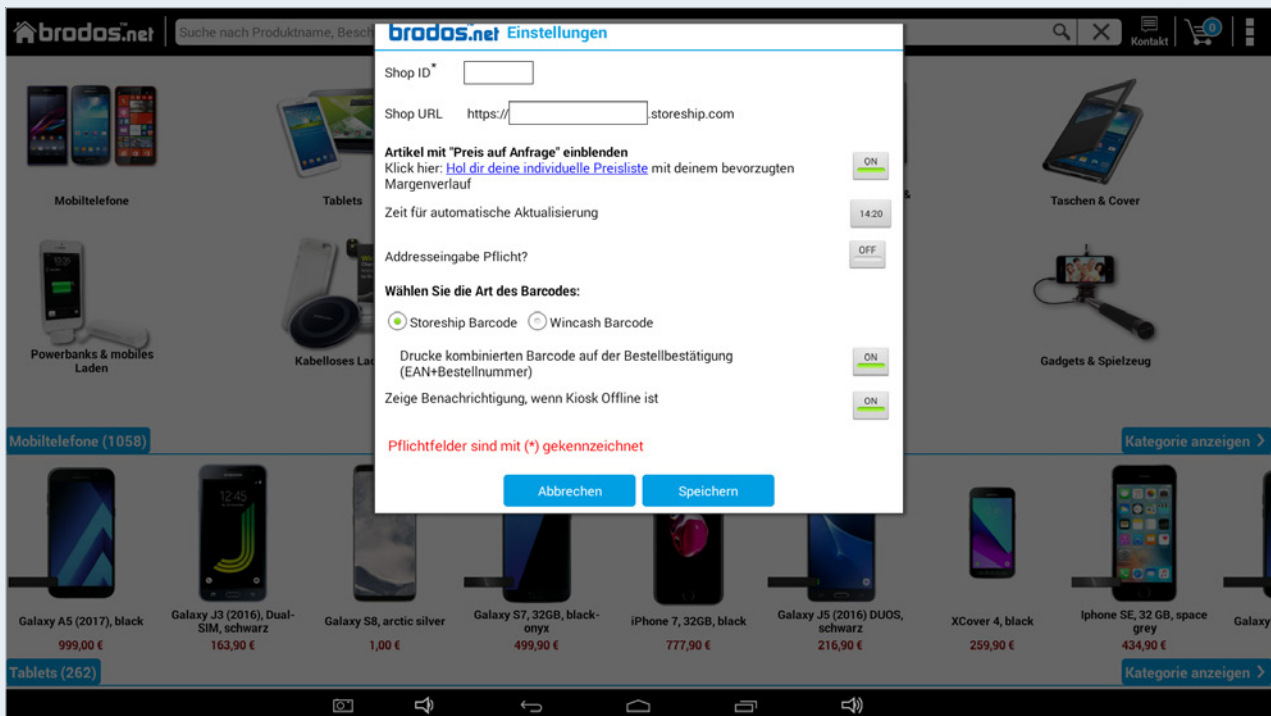 brodos.net
Suche nach Produktname, Besch
Kontakt
0
brodos.net Einstellungen
Shop ID*
Shop URL https:// .storeship.com
Artikel mit "Preis auf Anfrage" einblenden
Klick hier: Hol dir deine individuelle Preisliste mit deinem bevorzugten
Margenverlauf
ON
Zeit für automatische Aktualisierung
14:20
Addresseingabe Pflicht?
OFF
Wählen Sie die Art des Barcodes:
Storeship Barcode Wincash Barcode
Drucke kombinierten Barcode auf der Bestellbestätigung
(EAN+Bestellnummer)
ON
Zeige Benachrichtigung, wenn Kiosk Offline ist
ON
Pflichtfelder sind mit (*) gekennzeichnet
Abbrechen Speichern
Mobiltelefone
Tablets
&
Taschen & Cover
Powerbanks & mobiles
Laden
Kabelloses La
Gadgets & Spielzeug
Mobiltelefone (1058)
Kategorie anzeigen
Galaxy A5 (2017), black
999,00 €
Galaxy J3 (2016), Dual-
SIM, schwarz
163,90 €
Galaxy S8, arctic silver
1,00 €
Galaxy S7, 32GB, black-
onyx
499,90 €
iPhone 7, 32GB, black
777,90 €
Galaxy J5 (2016) DUOS,
schwarz
216,90 €
XCover 4, black
259,90 €
Iphone SE, 32 GB, space
grey
434,90 €
Galaxy
Tablets (262)
Kategorie anzeigen